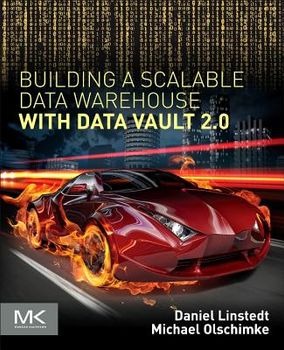 BUILDING A SCALABLE
DATA WAREHOUSE
WITH DATA VAULT 2.0
MK
Daniel Linstedt
Michael Olschimke